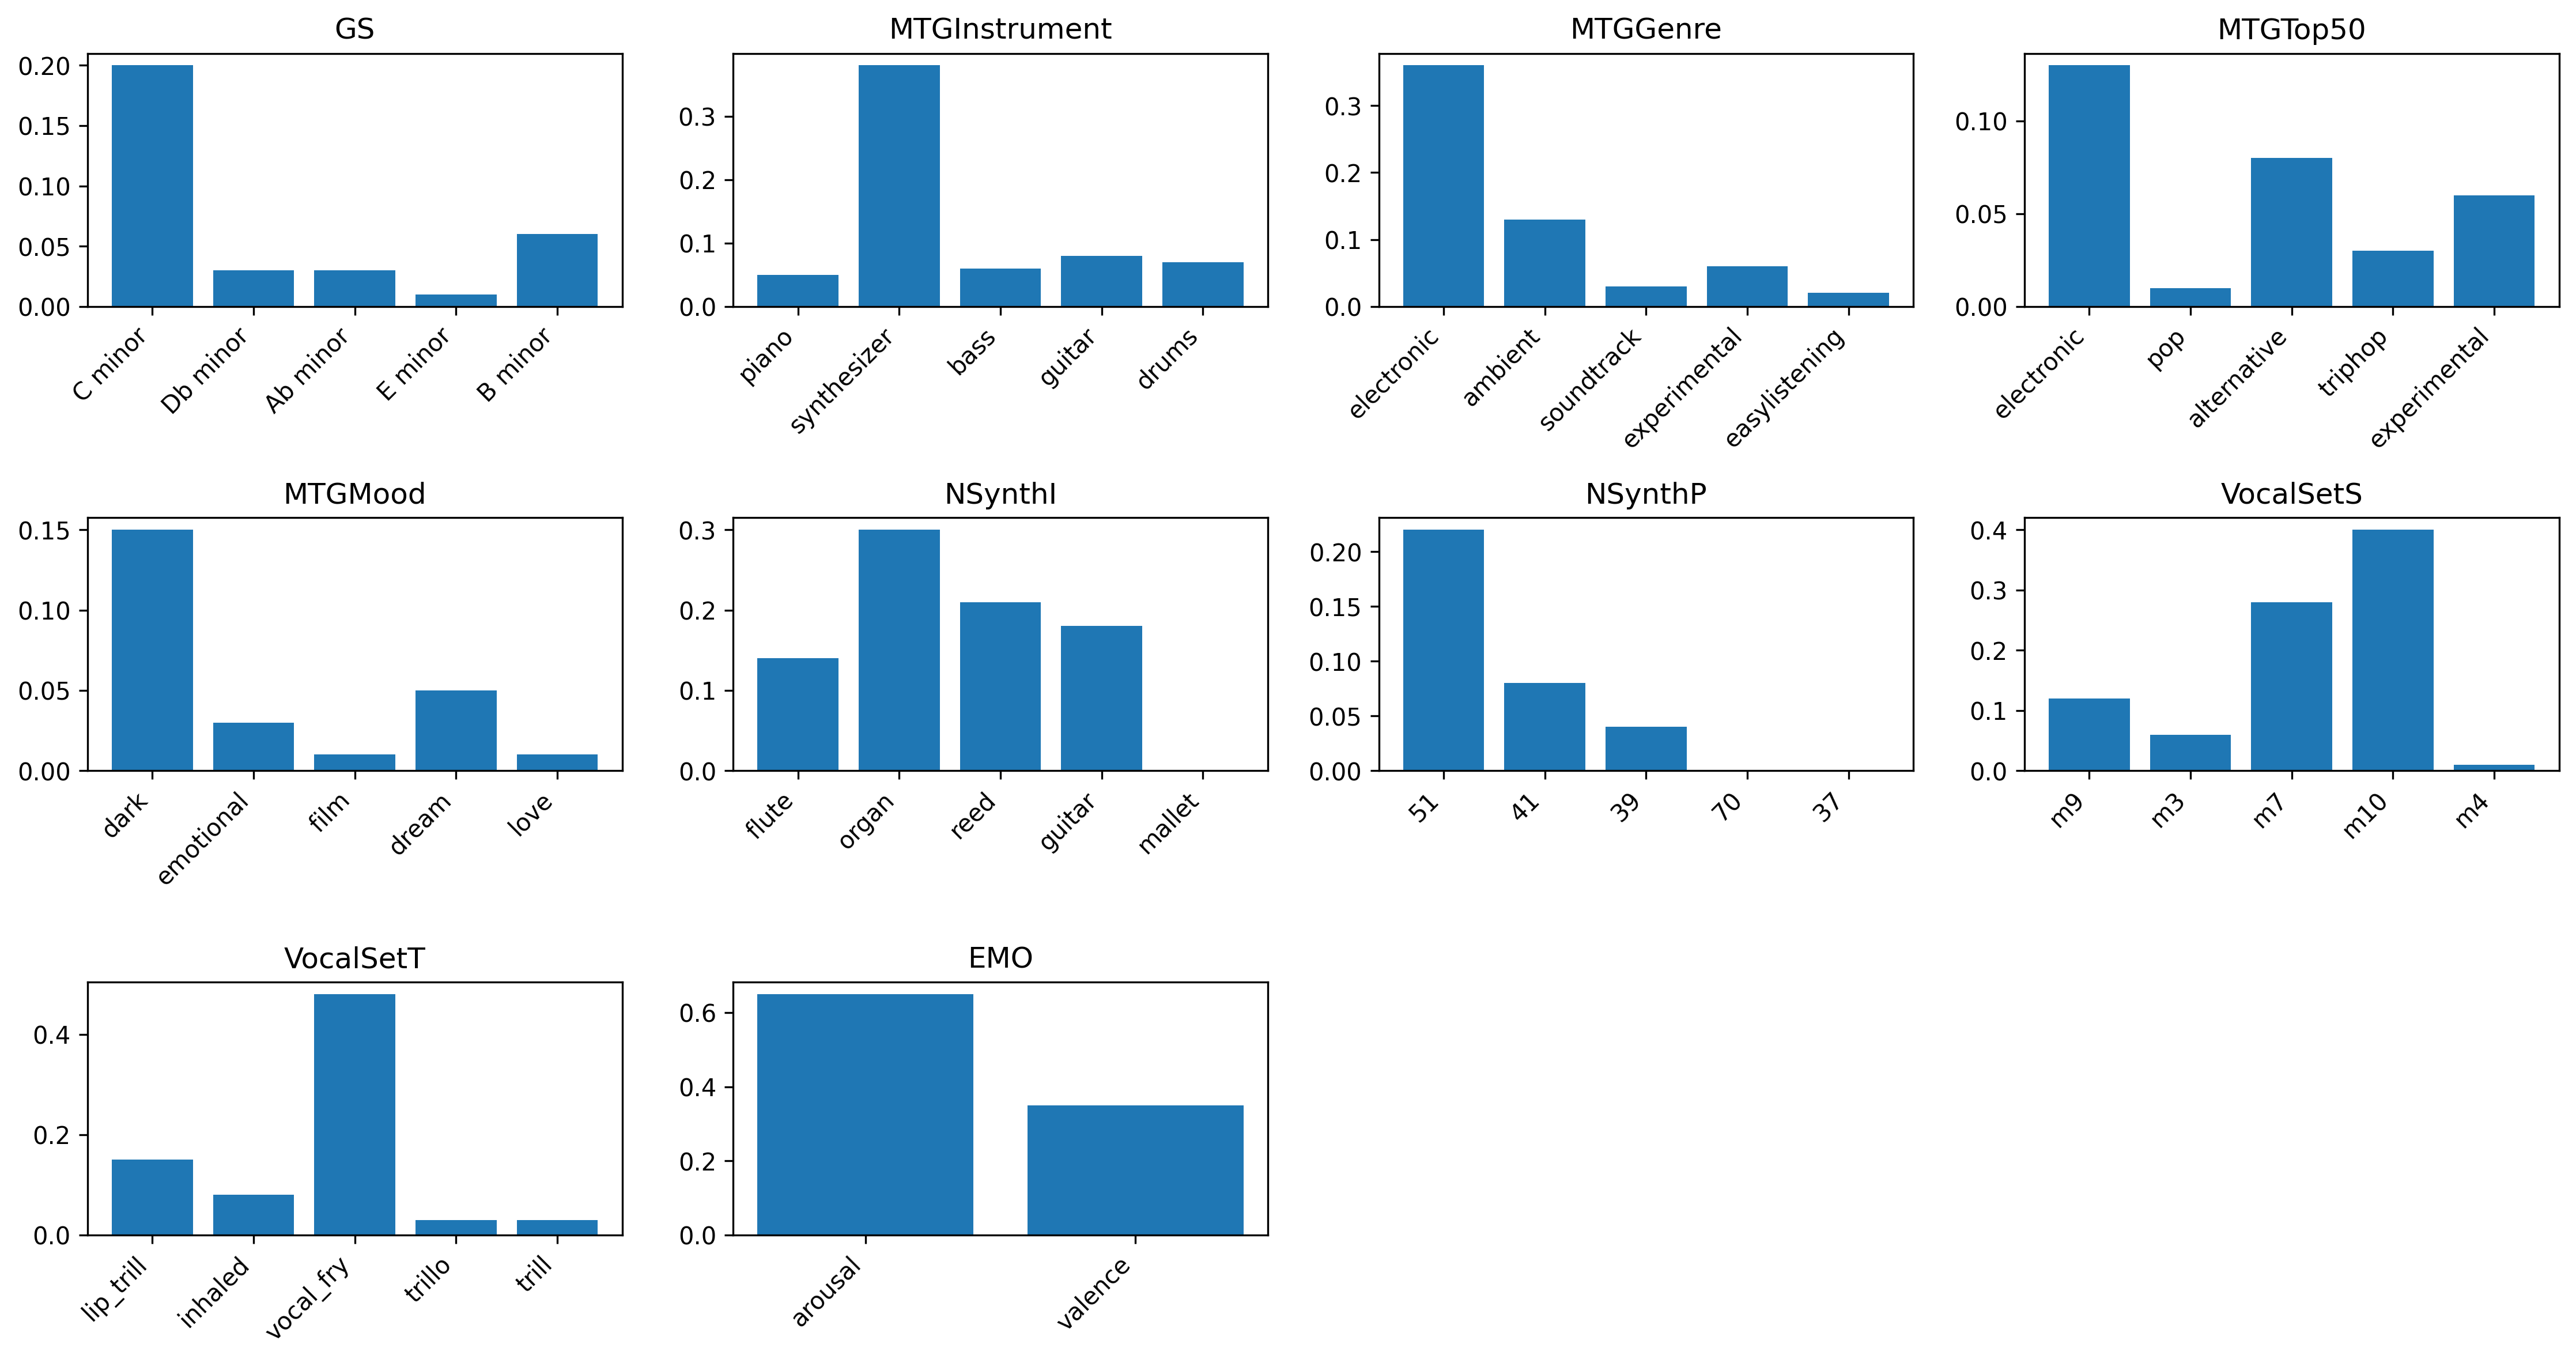 GS
0.20
0.15
0.10
0.05
0.00
C minor
Db minor
Ab minor
E minor
B minor
MTGInstrument
0.3
0.2
0.1
0.0
piano
synthesizer
bass
guitar
drums
MTGGenre
0.3
0.2
0.1
0.0
electronic
ambient
soundtrack
experimental
easylistening
MTGTop50
0.10
0.05
0.00
electronic
pop
alternative
triphop
experimental
MTGMood
0.15
0.10
0.05
0.00
dark
emotional
film
dream
love
NSynthI
0.3
0.2
0.1
0.0
flute
organ
reed
guitar
mallet
NSynthP
0.20
0.15
0.10
0.05
0.00
51
41
39
70
37
VocalSetS
0.4
0.3
0.2
0.1
0.0
m9
m3
m7
m10
m4
VocalSetT
0.4
0.2
0.0
lip_trill
inhaled
vocal_fry
trillo
trill
EMO
0.6
0.4
0.2
0.0
arousal
valence